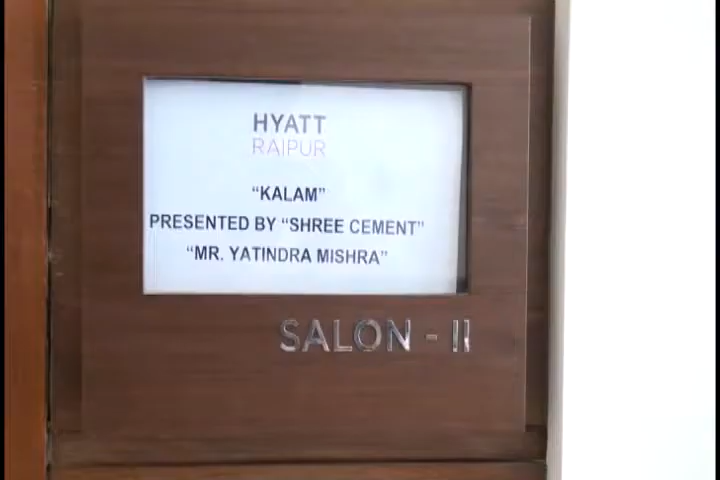 HYATT
RAIPUR
“KALAM”
PRESENTED BY “SHREE CEMENT”
“MR. YATINDRA MISHRA”
SALON - II